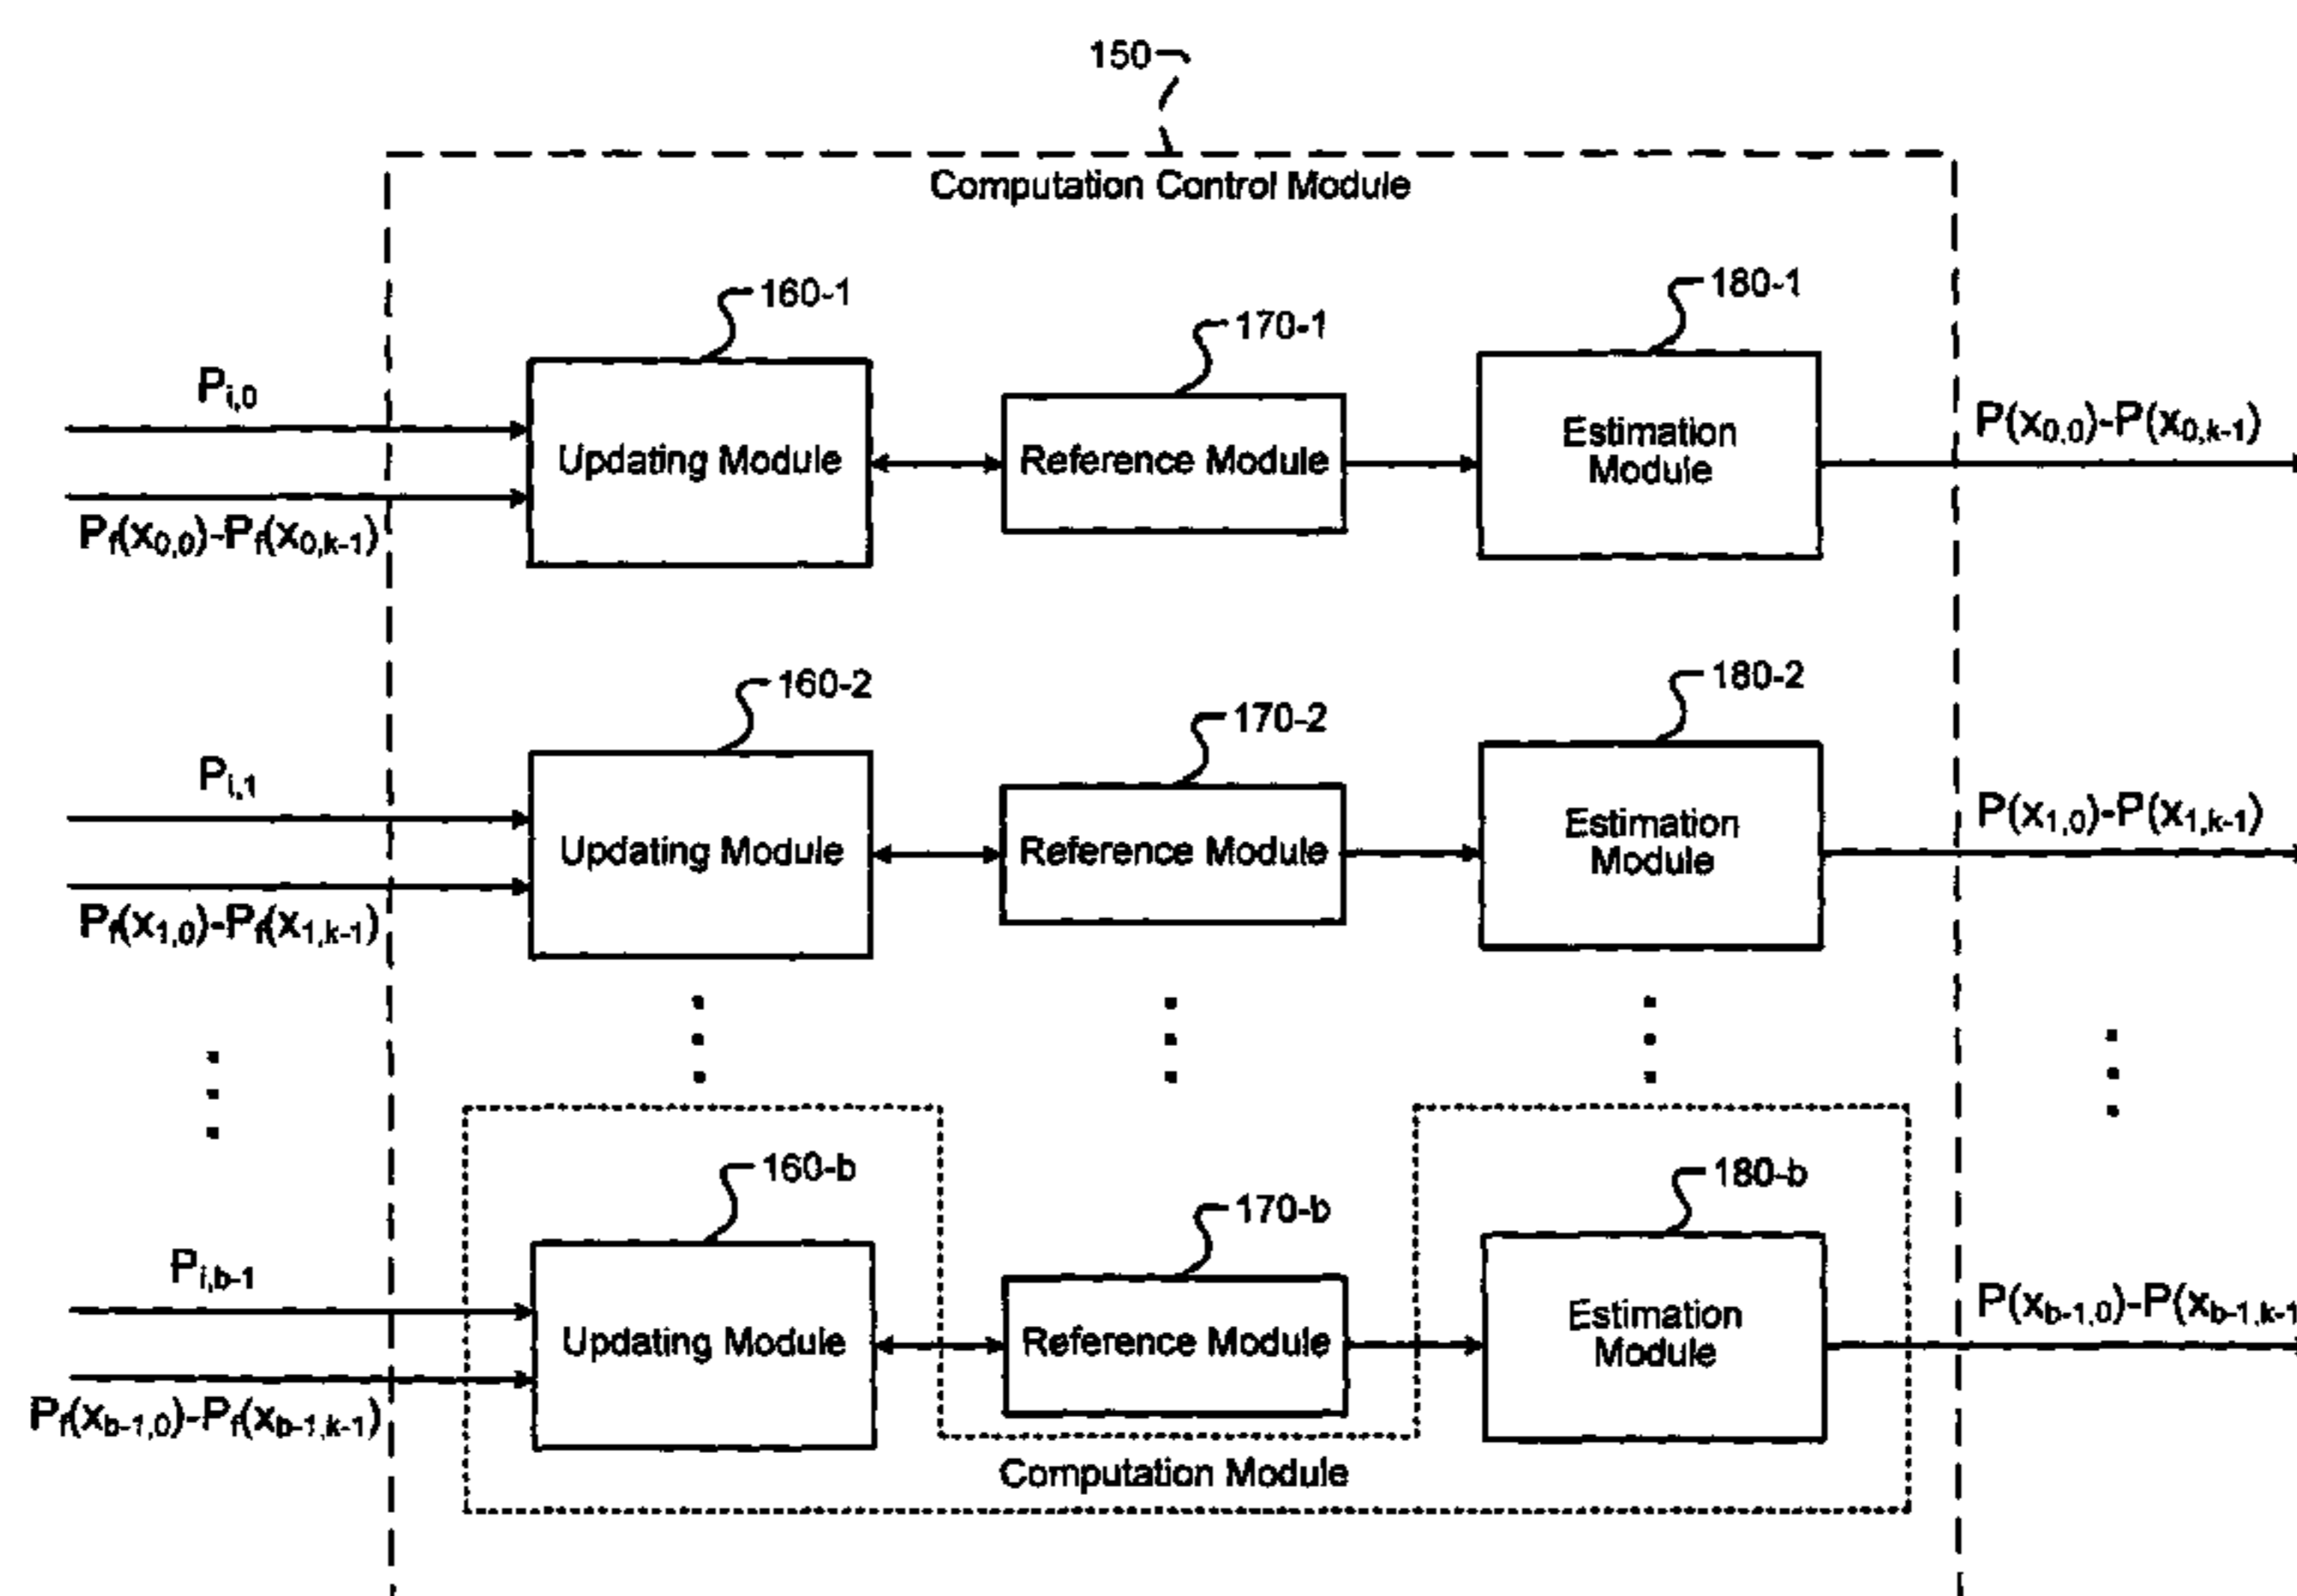 150
Computation Control Module
160-1
170-1
180-1
Pi,0
Updating Module
Reference Module
Estimation
Module
P(x0,0)-P(x0,k-1)
Pf(x0,0)-Pf(x0,k-1)
160-2
170-2
180-2
Pi,1
Updating Module
Reference Module
Estimation
Module
P(x1,0)-P(x1,k-1)
Pf(x1,0)-Pf(x1,k-1)
160-b
170-b
180-b
Pi,b-1
Updating Module
Reference Module
Estimation
Module
P(xb-1,0)-P(xb-1,k-1
Pf(xb-1,0)-Pf(xb-1,k-1)
Computation Module